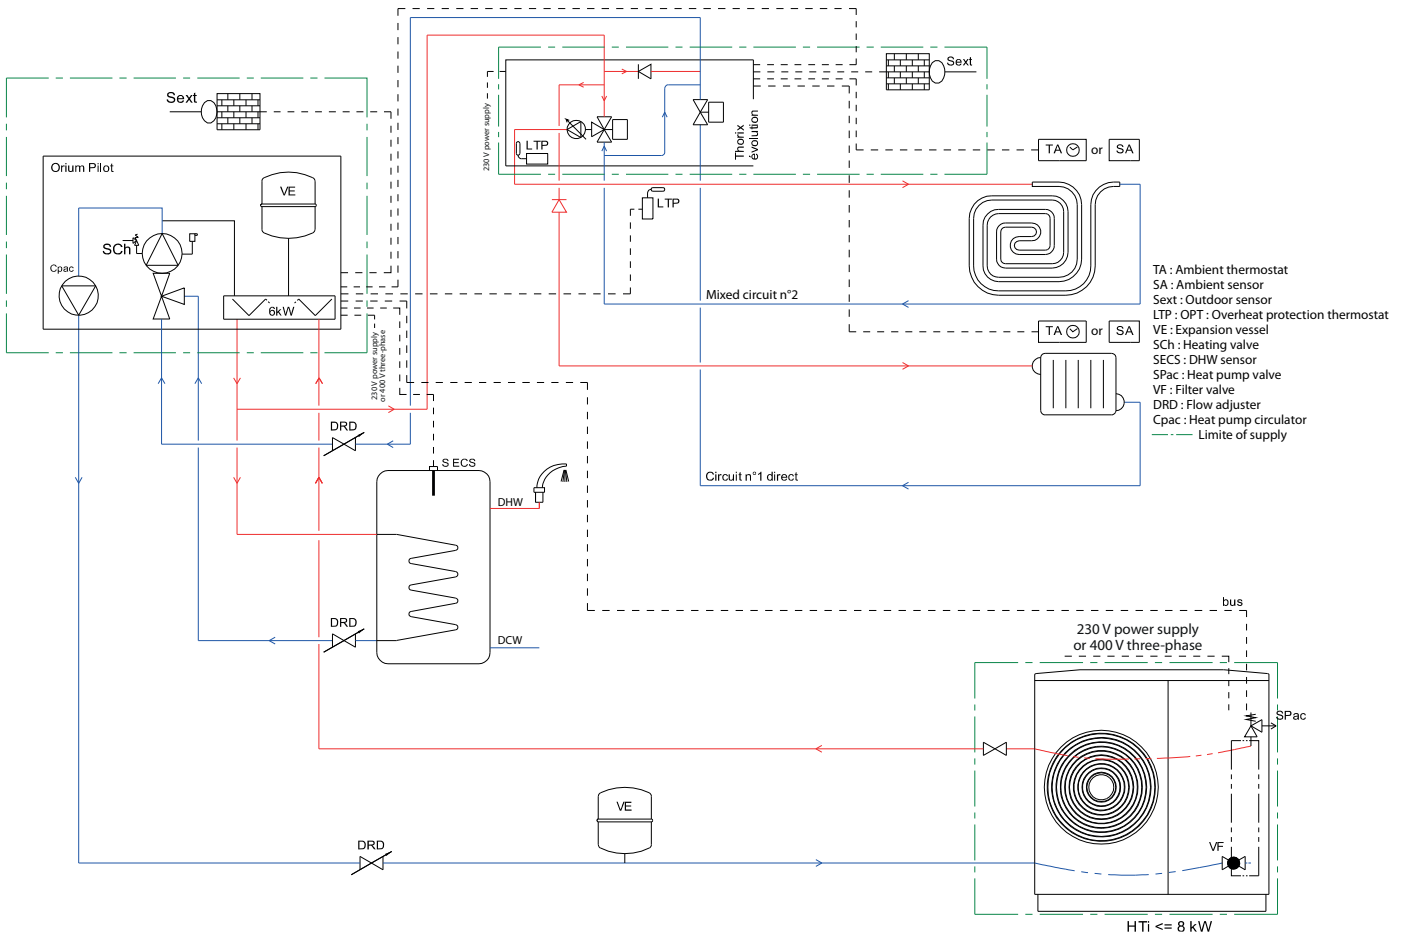 Sext
Sext
230 V power supply
Thorix
évolution
LTP
TA or SA
Orium Pilot
VE
LTP
SCh
Cpac
6kW
Mixed circuit n°2
TA : Ambient thermostat
SA : Ambient sensor
Sext : Outdoor sensor
LTP : OPT : Overheat protection thermostat
VE : Expansion vessel
SCh : Heating valve
SECS : DHW sensor
SPac : Heat pump valve
VF : Filter valve
DRD : Flow adjuster
Cpac : Heat pump circulator
Limite of supply
TA or SA
230 V power supply
or 400 V three-phase
DRD
S ECS
DHW
Circuit n°1 direct
DRD
DCW
bus
230 V power supply
or 400 V three-phase
SPac
VE
DRD
VF
HTi <= 8 kW